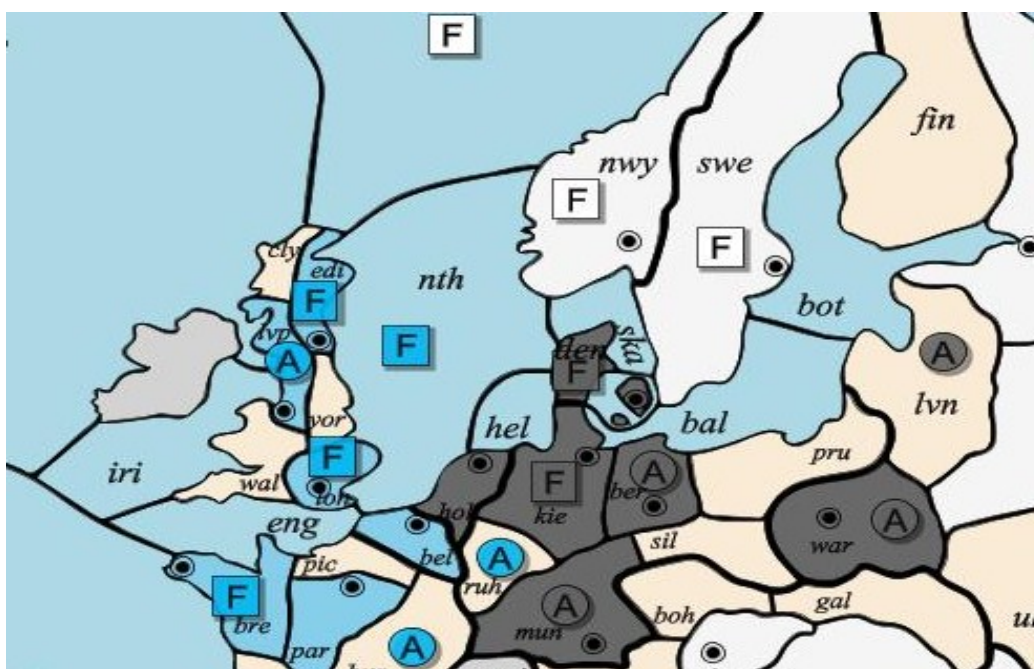 F
nwy
swe
fin
F
F
cly
edi
nth
F
bot
lvp
F
ska
den
A
F
A
lvn
yor
hel
bal
iri
F
wal
lon
pru
F
A
ber
hol
kie
A
war
eng
pic
bel
A
ruh
sil
F
bre
A
mun
boh
gal
par
A